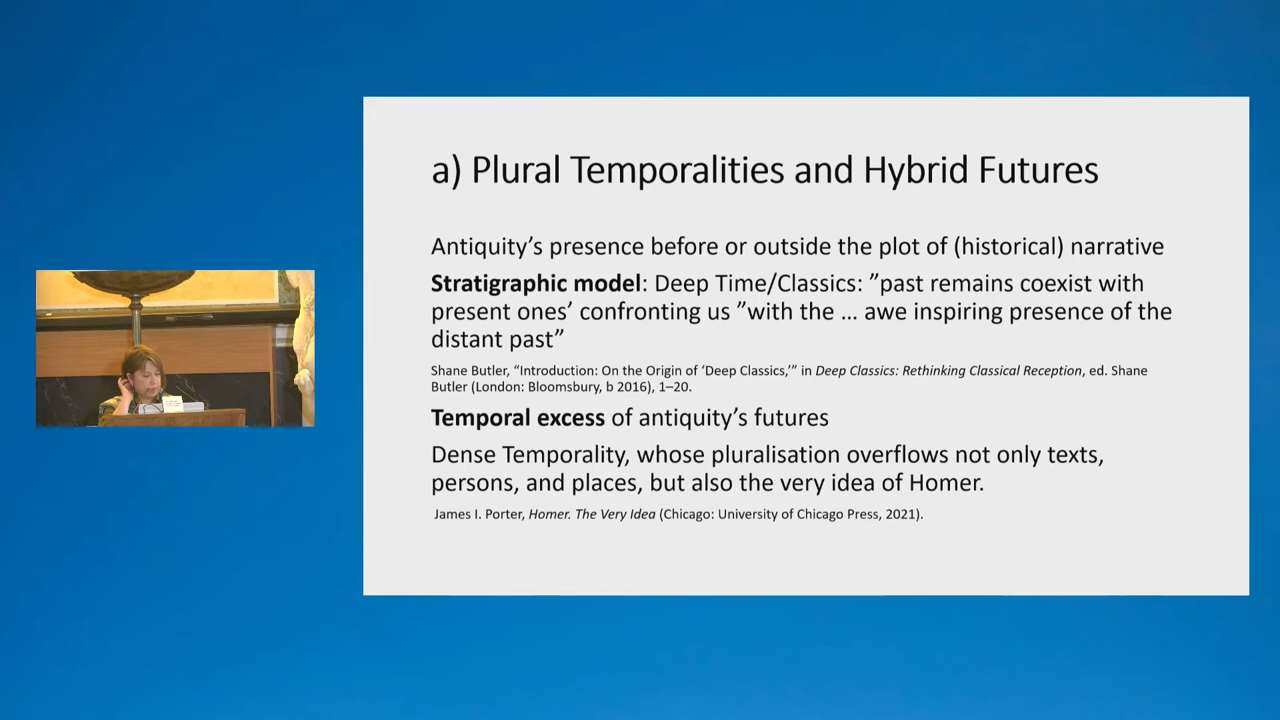 a) Plural Temporalities and Hybrid Futures
Antiquity’s presence before or outside the plot of (historical) narrative
Stratigraphic model: Deep Time/Classics: ”past remains coexist with
present ones’ confronting us ”with the … awe inspiring presence of the
distant past”
Shane Butler, “Introduction: On the Origin of ‘Deep Classics,’” in Deep Classics: Rethinking Classical Reception, ed. Shane
Butler (London: Bloomsbury, b 2016), 1–20.
Temporal excess of antiquity’s futures
Dense Temporality, whose pluralisation overflows not only texts,
persons, and places, but also the very idea of Homer.
James I. Porter, Homer. The Very Idea (Chicago: University of Chicago Press, 2021).